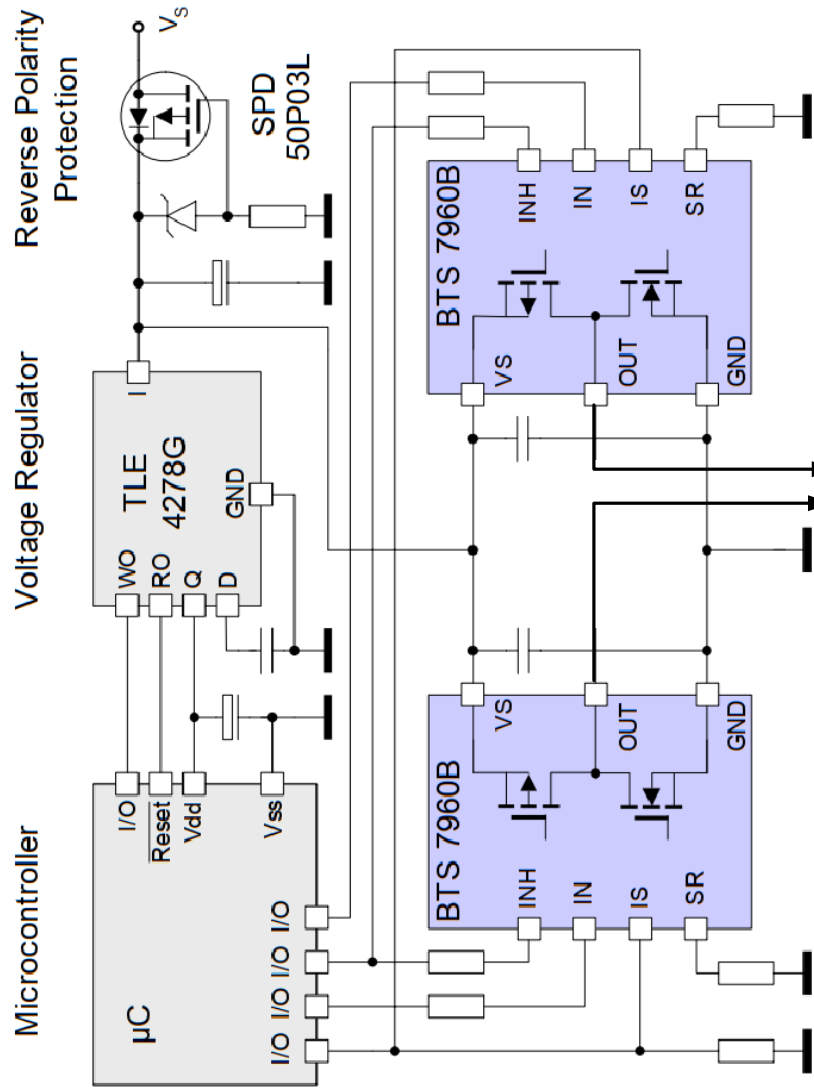 Microcontroller
Voltage Regulator
Reverse Polarity
Protection
VS
SPD
50P03L
TLE
4278G
I
WO
RO
Q
D
GND
µC
I/O
Reset
Vdd
Vss
I/O
I/O
I/O
I/O
BTS 7960B
VS
OUT
GND
INH
IN
IS
SR
BTS 7960B
VS
OUT
GND
INH
IN
IS
SR